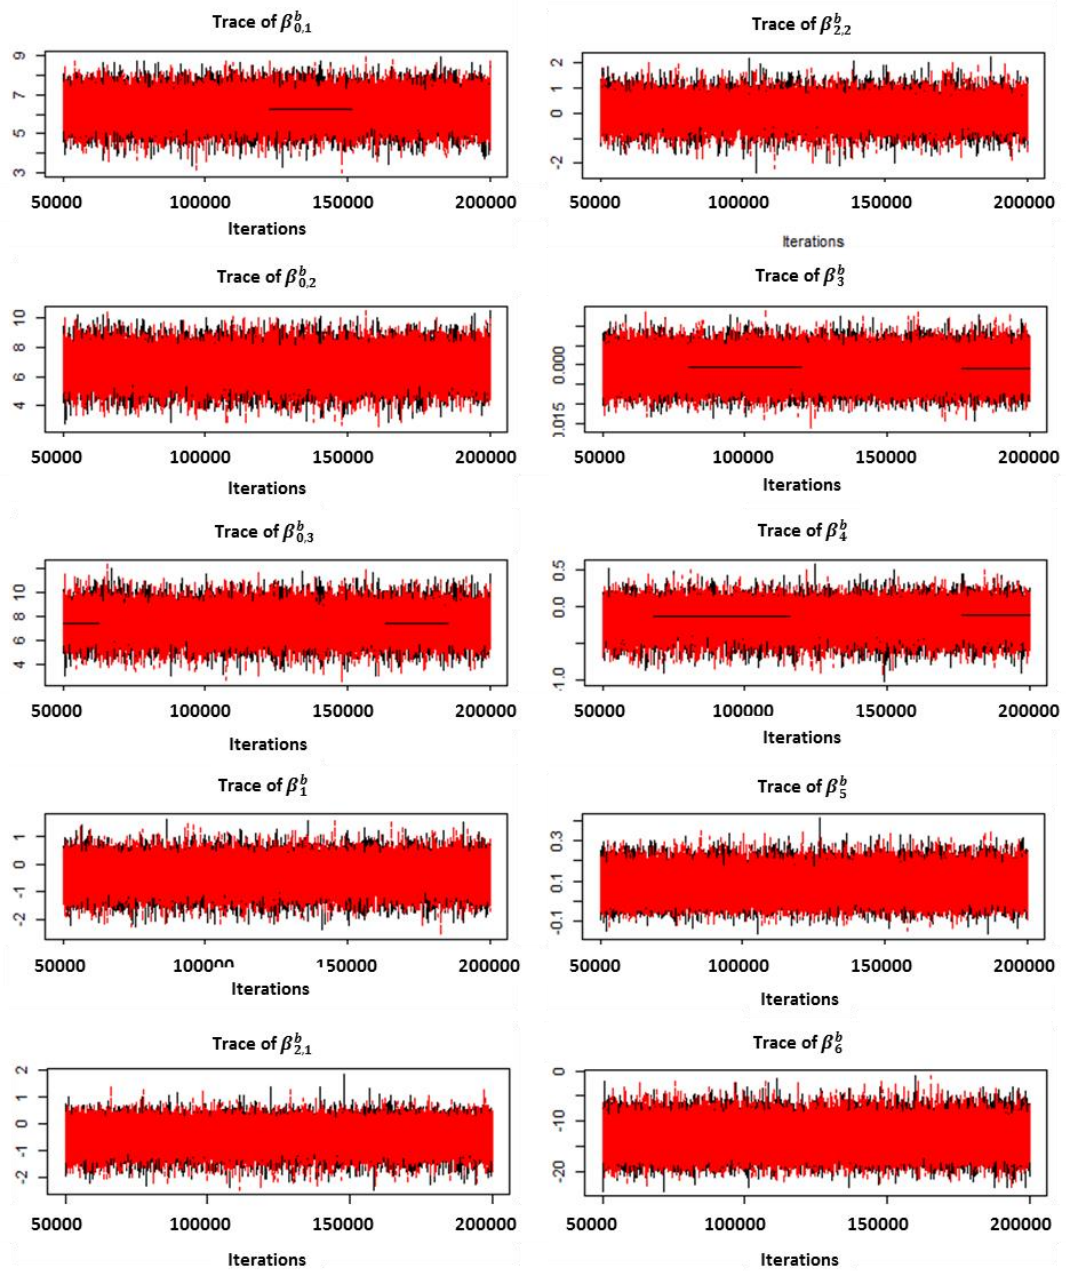 Trace of β^b_{0,1}
9
7
5
3
50000 100000 150000 200000
Iterations
Trace of β^b_{2,2}
2
1
0
-2
50000 100000 150000 200000
Iterations
Trace of β^b_{0,2}
10
8
6
4
50000 100000 150000 200000
Iterations
Trace of β^b_3
0.000
0.015
50000 100000 150000 200000
Iterations
Trace of β^b_{0,3}
10
8
6
4
50000 100000 150000 200000
Iterations
Trace of β^b_4
0.5
0.0
-1.0
50000 100000 150000 200000
Iterations
Trace of β^b_1
1
0
-1
-2
50000 100000 150000 200000
Iterations
Trace of β^b_5
0.3
0.1
-0.1
50000 100000 150000 200000
Iterations
Trace of β^b_{2,1}
2
1
0
-1
-2
50000 100000 150000 200000
Iterations
Trace of β^b_6
0
-10
-20
50000 100000 150000 200000
Iterations